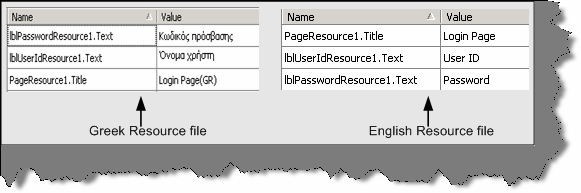 Name Value
lblPasswordResource1.Text Κωδικός πρόσβασης
lblUserIdResource1.Text Όνομα χρήστη
PageResource1.Title Login Page(GR)
Greek Resource file
Name Value
PageResource1.Title Login Page
lblUserIdResource1.Text User ID
lblPasswordResource1.Text Password
English Resource file